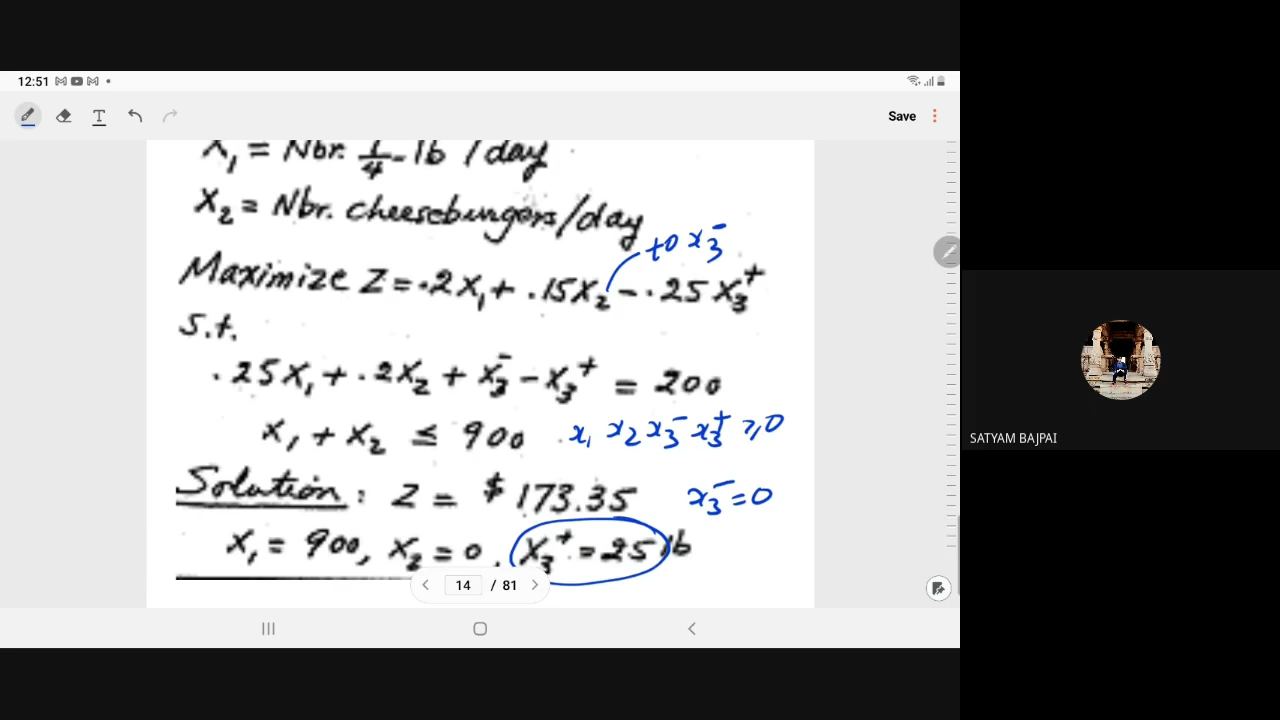 12:51
Save
X₁ = Nbr. 1/4-lb /day
X₂ = Nbr. cheeseburgers/day
+0 x₃⁻
Maximize Z = .2X₁ + .15X₂ - .25X₃⁺
S.t.
.25X₁ + .2X₂ + X₃⁻ - X₃⁺ = 200
X₁ + X₂ ≤ 900 x₁ x₂ x₃⁻ x₃⁺ ≥ 0
Solution: Z = $173.35 x₃⁻ = 0
X₁ = 900, X₂ = 0, X₃⁺ = 25 lb
14 / 81
SATYAM BAJPAI